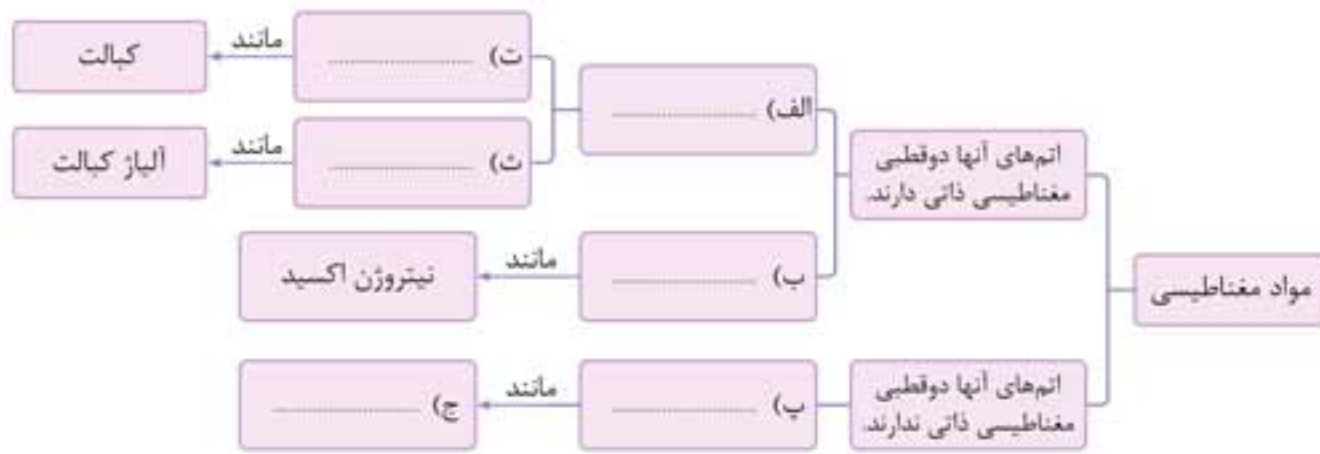 مواد مغناطیسی
اتم‌های آنها دوقطبی
مغناطیسی ذاتی دارند.
الف) ....................
ت) ....................
مانند
کبالت
ث) ....................
مانند
آلیاژ کبالت
ب) ....................
مانند
نیتروژن اکسید
اتم‌های آنها دوقطبی
مغناطیسی ذاتی ندارند.
پ) ....................
مانند
ج) ....................